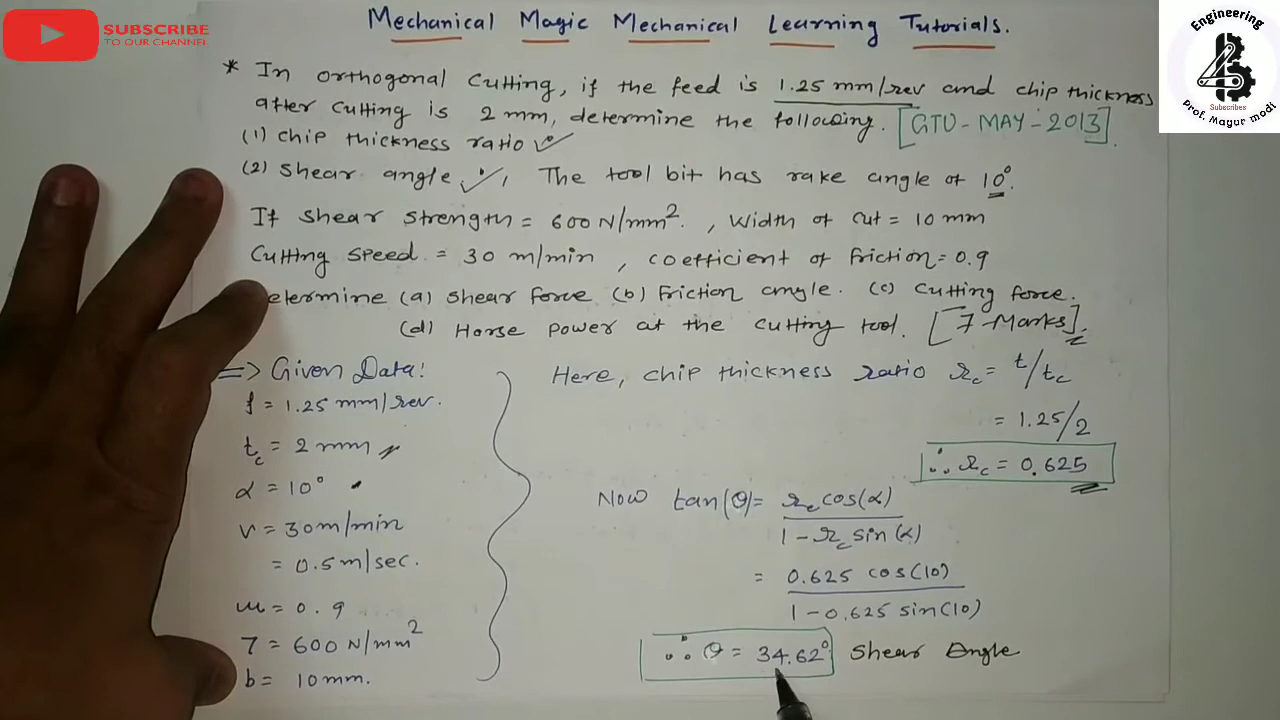 SUBSCRIBE
TO OUR CHANNEL
Mechanical Magic Mechanical Learning Tutorials.
Engineering
Subscribes
Prof. Mayur modi
* In orthogonal cutting, if the feed is 1.25 mm/rev and chip thickness
after cutting is 2 mm, determine the following. [GTU-MAY-2013].
(1) chip thickness ratio ✓
(2) shear angle ✓, The tool bit has rake angle of 10°.
If shear strength = 600 N/mm²., width of cut = 10 mm
Cutting speed = 30 m/min, coefficient of friction = 0.9
etermine (a) shear force (b) Friction angle. (c) cutting force.
(d) Horse power at the cutting tool. [7-Marks].
=> Given Data:
f = 1.25 mm/rev.
tc = 2 mm
α = 10°
v = 30 m/min
= 0.5 m/sec.
μ = 0.9
τ = 600 N/mm²
b = 10 mm.
Here, chip thickness ratio rc = t/tc
= 1.25/2
∴ rc = 0.625
Now tan(θ) = rc cos(α)
1 - rc sin(α)
= 0.625 cos(10)
1 - 0.625 sin(10)
∴ θ = 34.62° shear Angle